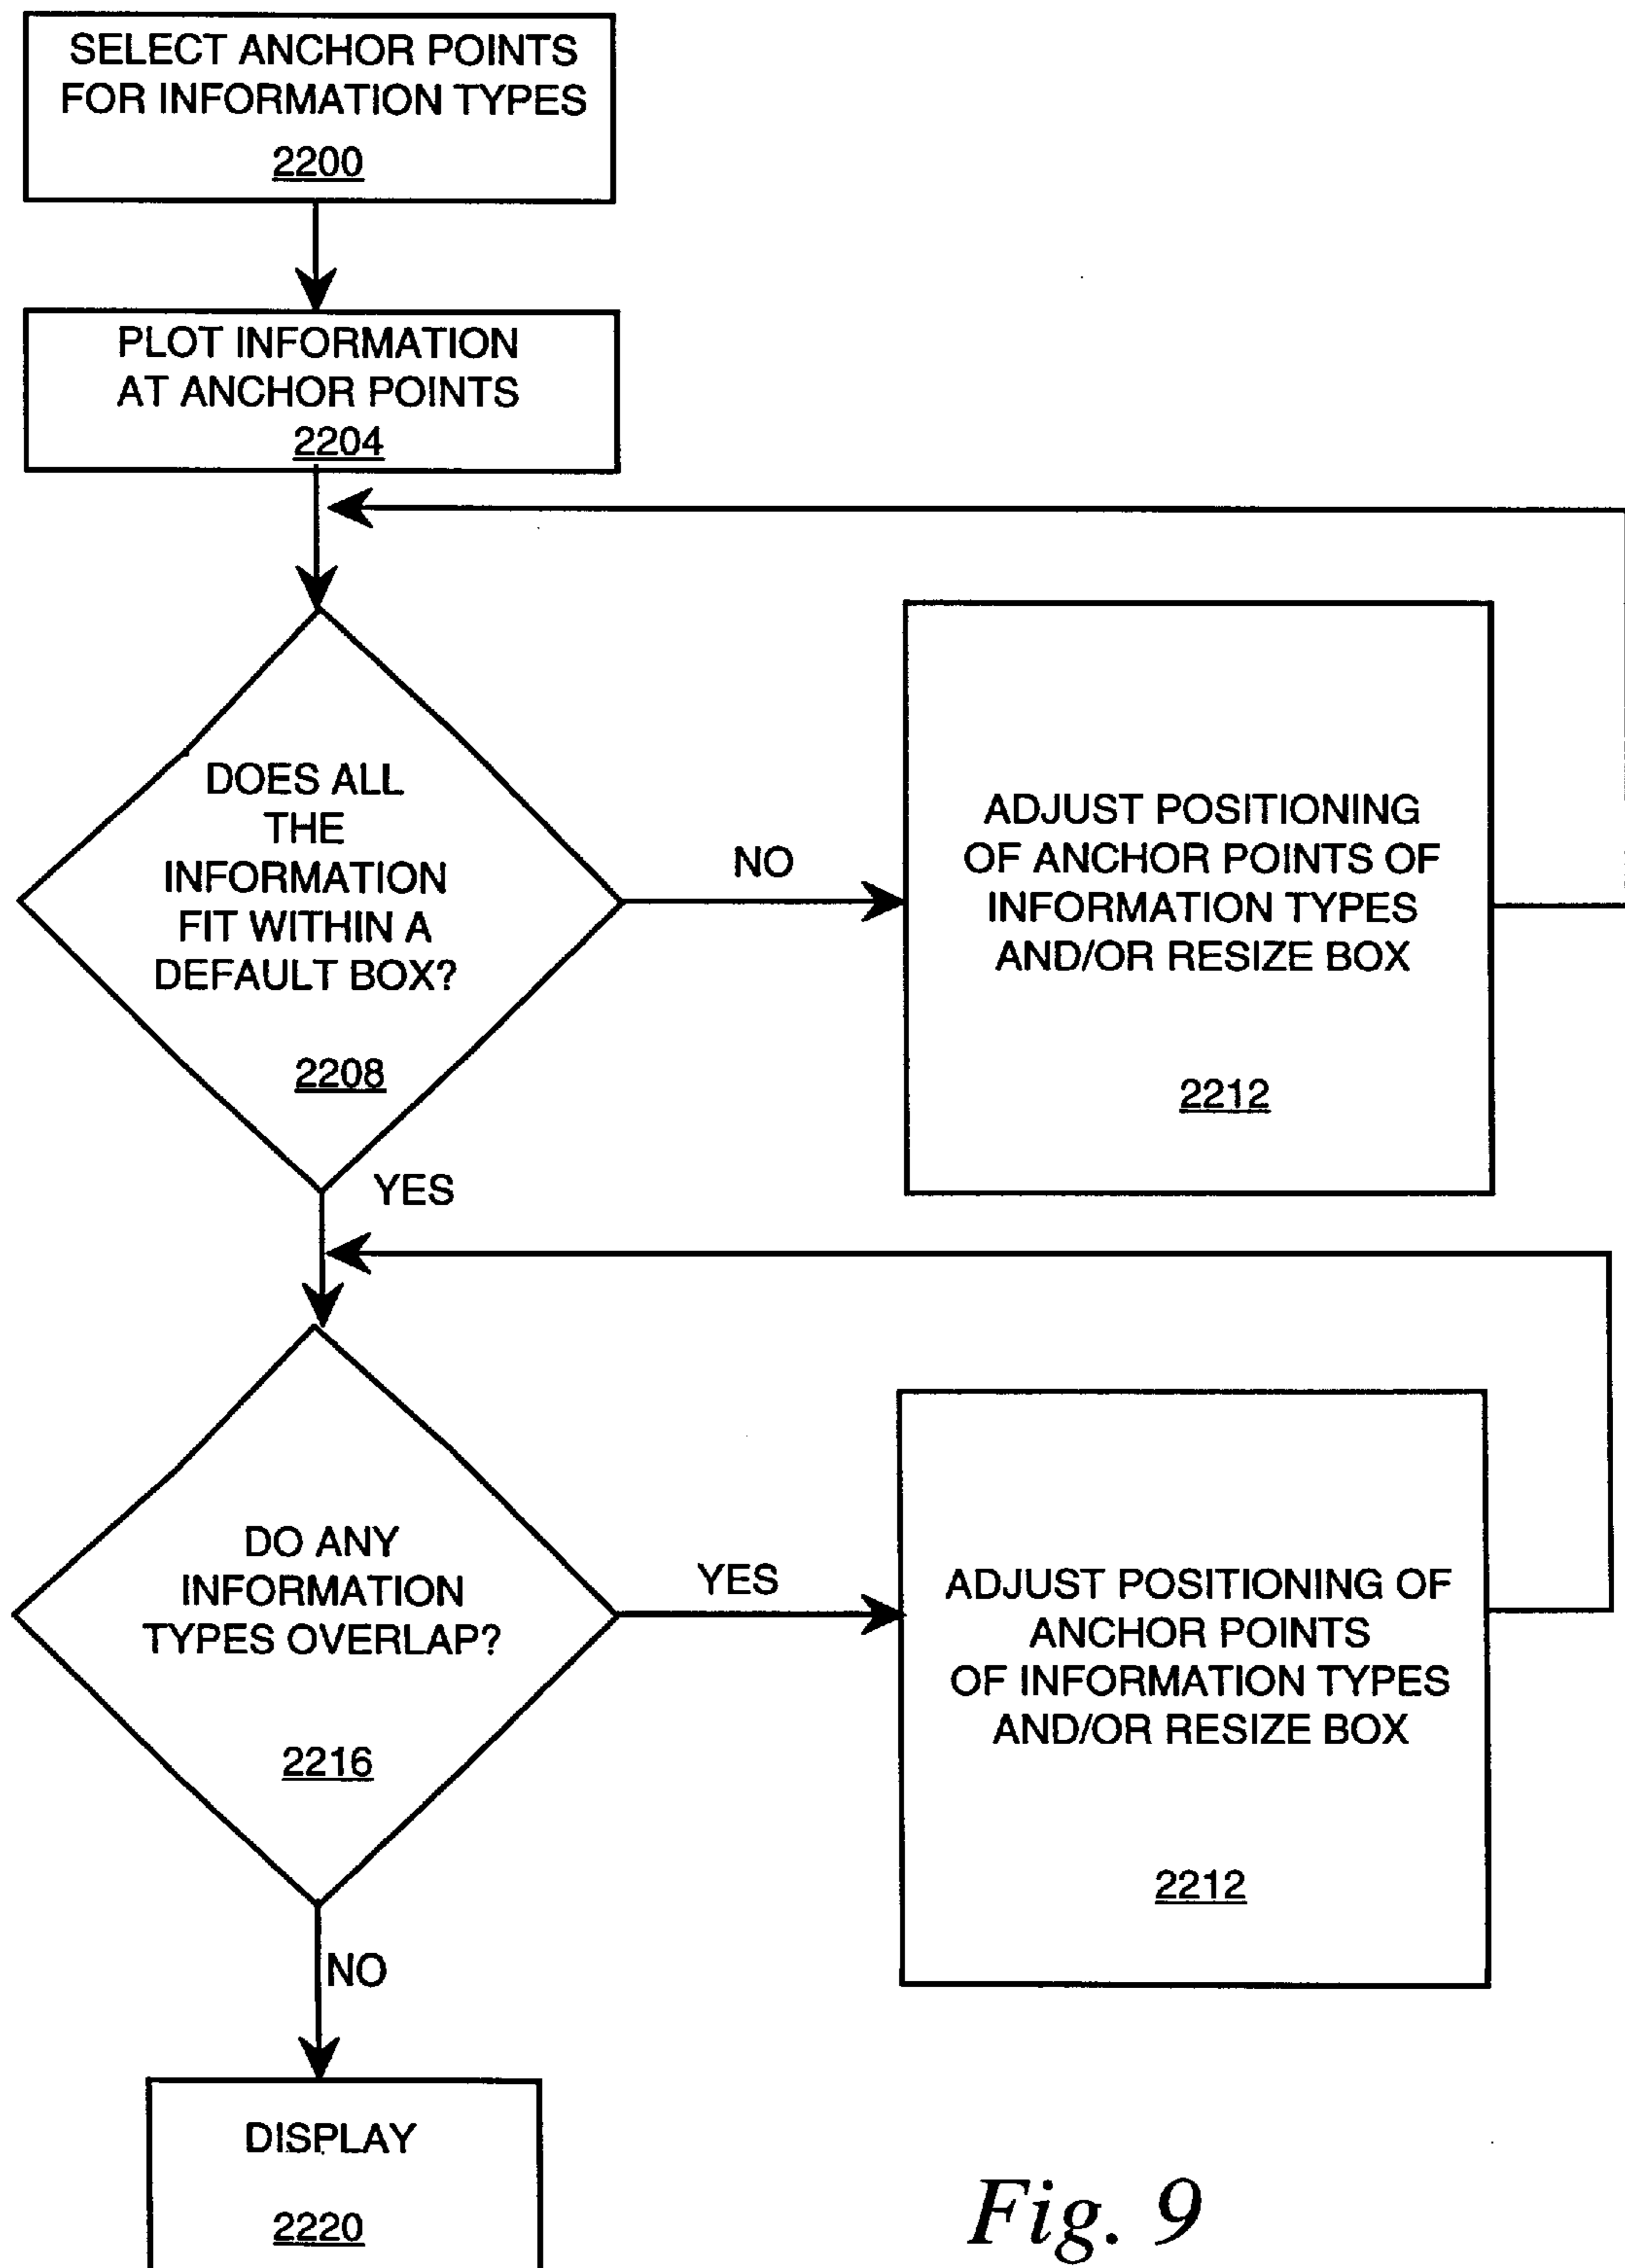 SELECT ANCHOR POINTS
FOR INFORMATION TYPES
2200
PLOT INFORMATION
AT ANCHOR POINTS
2204
DOES ALL
THE
INFORMATION
FIT WITHIN A
DEFAULT BOX?
2208
NO
ADJUST POSITIONING
OF ANCHOR POINTS OF
INFORMATION TYPES
AND/OR RESIZE BOX
2212
YES
DO ANY
INFORMATION
TYPES OVERLAP?
2216
YES
ADJUST POSITIONING OF
ANCHOR POINTS
OF INFORMATION TYPES
AND/OR RESIZE BOX
2212
NO
DISPLAY
2220
Fig. 9